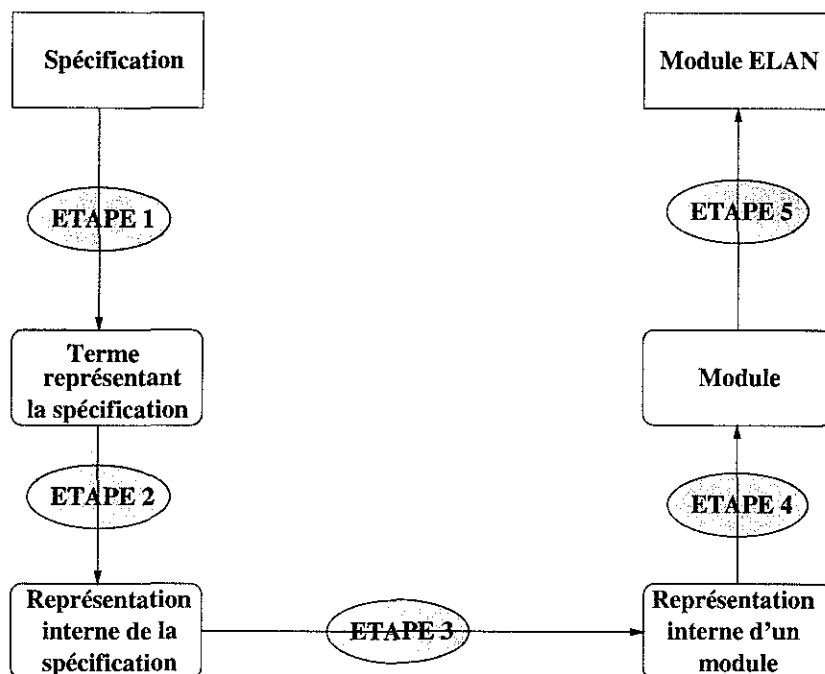 Spécification
Module ELAN
ETAPE 1
ETAPE 5
Terme
représentant
la spécification
Module
ETAPE 2
ETAPE 4
Représentation
interne de la
spécification
ETAPE 3
Représentation
interne d'un
module